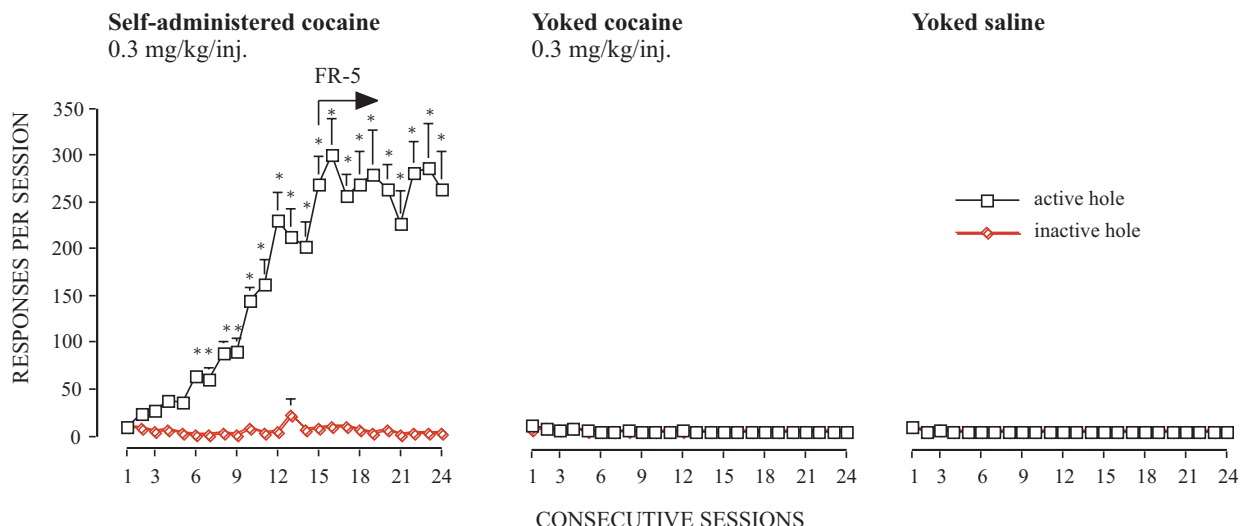 Self-administered cocaine
0.3 mg/kg/inj.
Yoked cocaine
0.3 mg/kg/inj.
Yoked saline
FR-5
RESPONSES PER SESSION
350
300
250
200
150
100
50
0
* * * * * * * * * * * * * * * * * * *
active hole
inactive hole
1 3 6 9 12 15 18 21 24
1 3 6 9 12 15 18 21 24
1 3 6 9 12 15 18 21 24
CONSECUTIVE SESSIONS